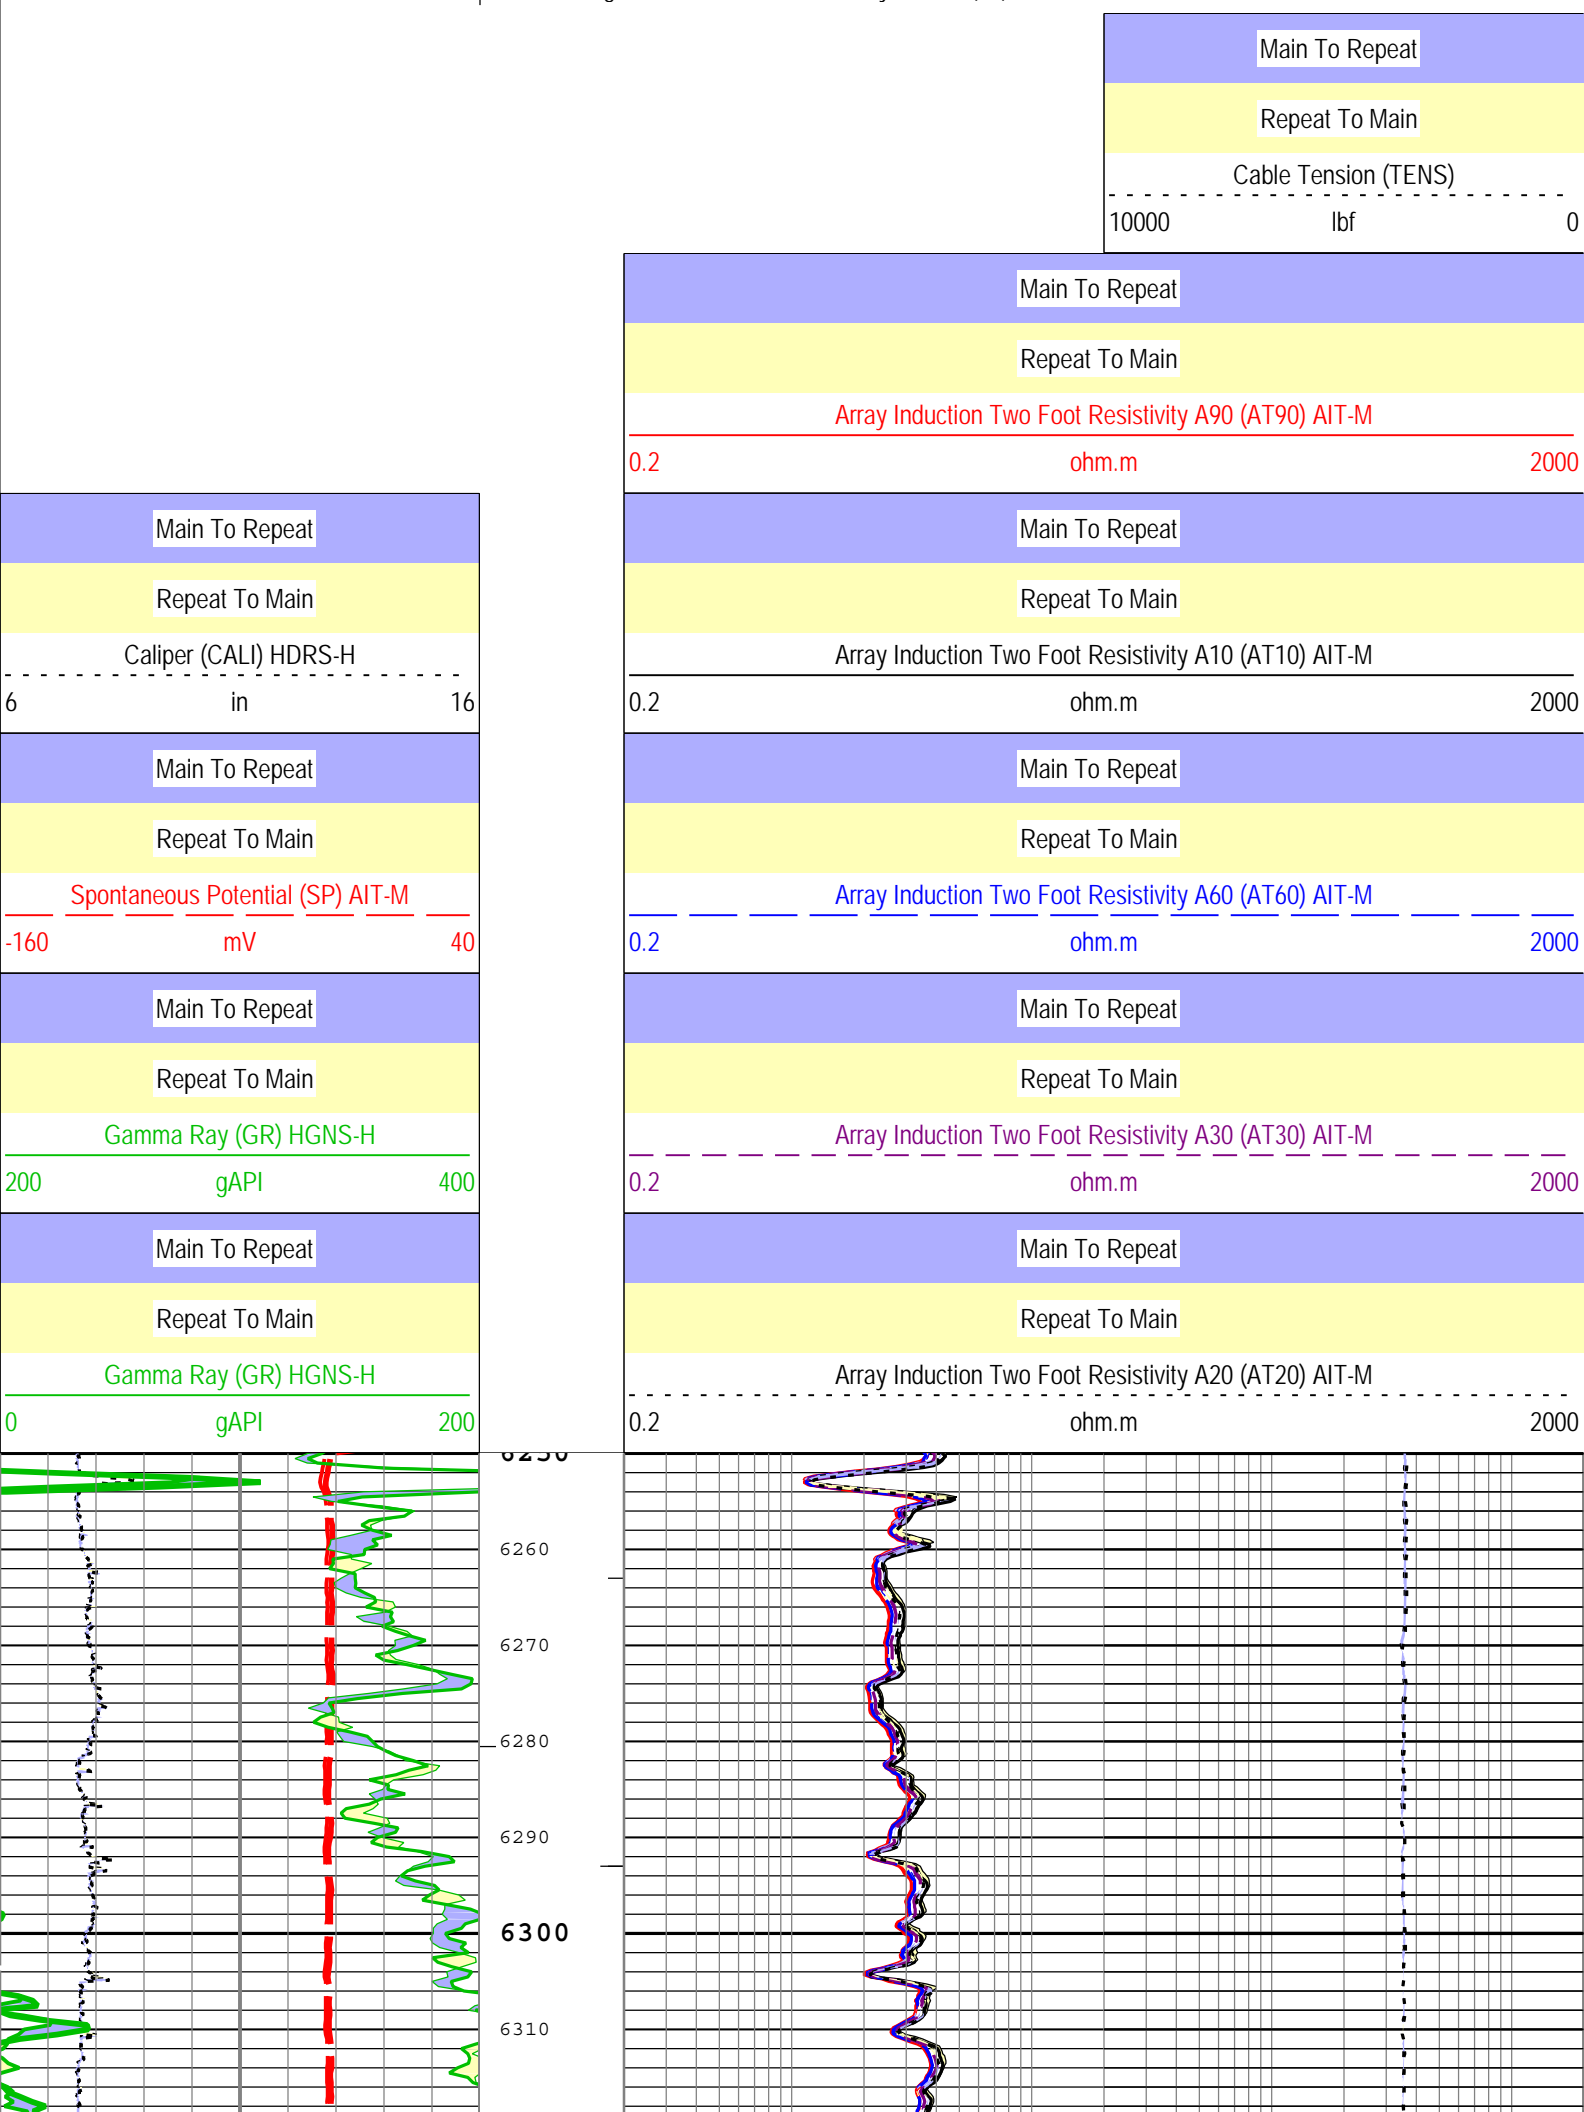 Main To Repeat
Repeat To Main
Cable Tension (TENS)
10000 lbf 0
Main To Repeat
Repeat To Main
Array Induction Two Foot Resistivity A90 (AT90) AIT-M
0.2 ohm.m 2000
Main To Repeat Main To Repeat
Repeat To Main Repeat To Main
Caliper (CALI) HDRS-H Array Induction Two Foot Resistivity A10 (AT10) AIT-M
6 in 16 0.2 ohm.m 2000
Main To Repeat Main To Repeat
Repeat To Main Repeat To Main
Spontaneous Potential (SP) AIT-M Array Induction Two Foot Resistivity A60 (AT60) AIT-M
-160 mV 40 0.2 ohm.m 2000
Main To Repeat Main To Repeat
Repeat To Main Repeat To Main
Gamma Ray (GR) HGNS-H Array Induction Two Foot Resistivity A30 (AT30) AIT-M
200 gAPI 400 0.2 ohm.m 2000
Main To Repeat Main To Repeat
Repeat To Main Repeat To Main
Gamma Ray (GR) HGNS-H Array Induction Two Foot Resistivity A20 (AT20) AIT-M
0 gAPI 200 0.2 ohm.m 2000
6250
6260
6270
6280
6290
6300
6310